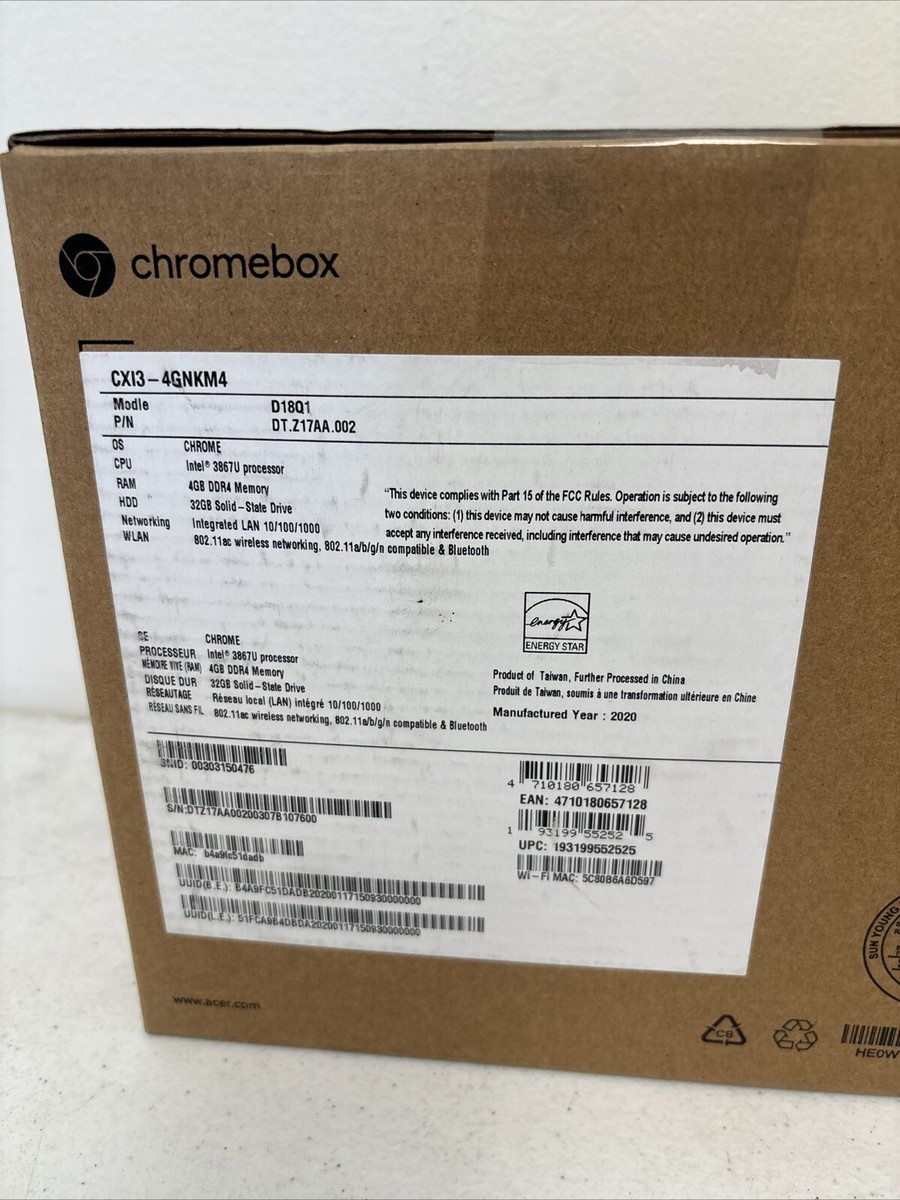 chromebox
CXI3-4GNKM4
Modle D18Q1
P/N DT.Z17AA.002
OS CHROME
CPU Intel® 3867U processor
RAM 4GB DDR4 Memory
HDD 32GB Solid-State Drive
Networking Integrated LAN 10/100/1000
WLAN 802.11ac wireless networking, 802.11a/b/g/n compatible & Bluetooth
"This device complies with Part 15 of the FCC Rules. Operation is subject to the following
two conditions: (1) this device may not cause harmful interference, and (2) this device must
accept any interference received, including interference that may cause undesired operation."
energy
ENERGY STAR
SE CHROME
PROCESSEUR Intel® 3867U processor
MÉMOIRE VIVE (RAM) 4GB DDR4 Memory
DISQUE DUR 32GB Solid-State Drive
RÉSEAUTAGE Réseau local (LAN) intégré 10/100/1000
RÉSEAU SANS FIL 802.11ac wireless networking, 802.11a/b/g/n compatible & Bluetooth
Product of Taiwan, Further Processed in China
Produit de Taiwan, soumis à une transformation ultérieure en Chine
Manufactured Year : 2020
SNID: 00303150476
S/N:DTZ17AA00200307B107600
MAC: b4a9fc51dadb
UUID(B.E.): B4A9FC51DADB20200117150930000000
UUID(L.E.): 51FCA9B4DBDA20200117150930000000
4 710180 657128
EAN: 4710180657128
1 93199 55252 5
UPC: 193199552525
Wi-Fi MAC: 5C80B6A6D597
www.acer.com
CB
HE0W
SUN YOUNG